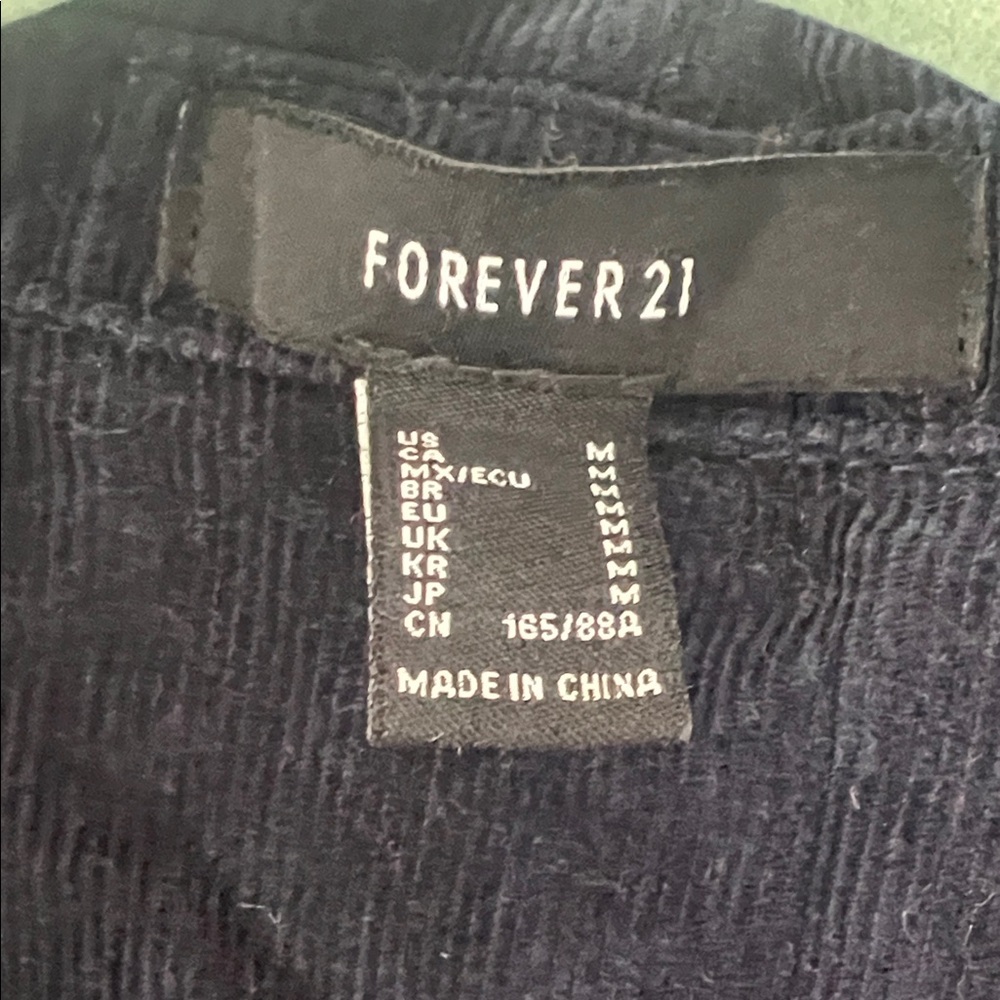 FOREVER 21
US M
CA M
MX/ECU M
BR M
EU M
UK M
KR M
JP M
CN 165/88A
MADE IN CHINA